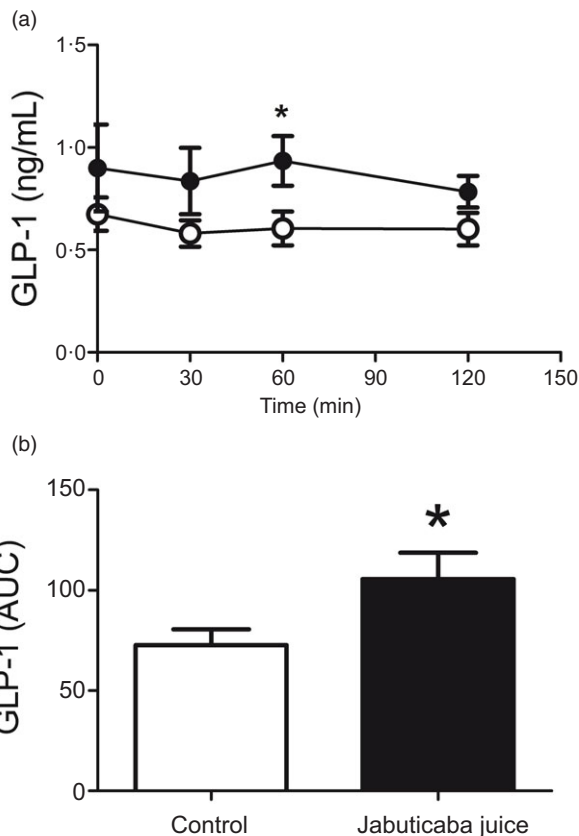 (a)
1·5
1·0
0·5
0·0
GLP-1 (ng/mL)
*
0 30 60 90 120 150
Time (min)
(b)
150
100
50
0
GLP-1 (AUC)
*
Control Jabuticaba juice